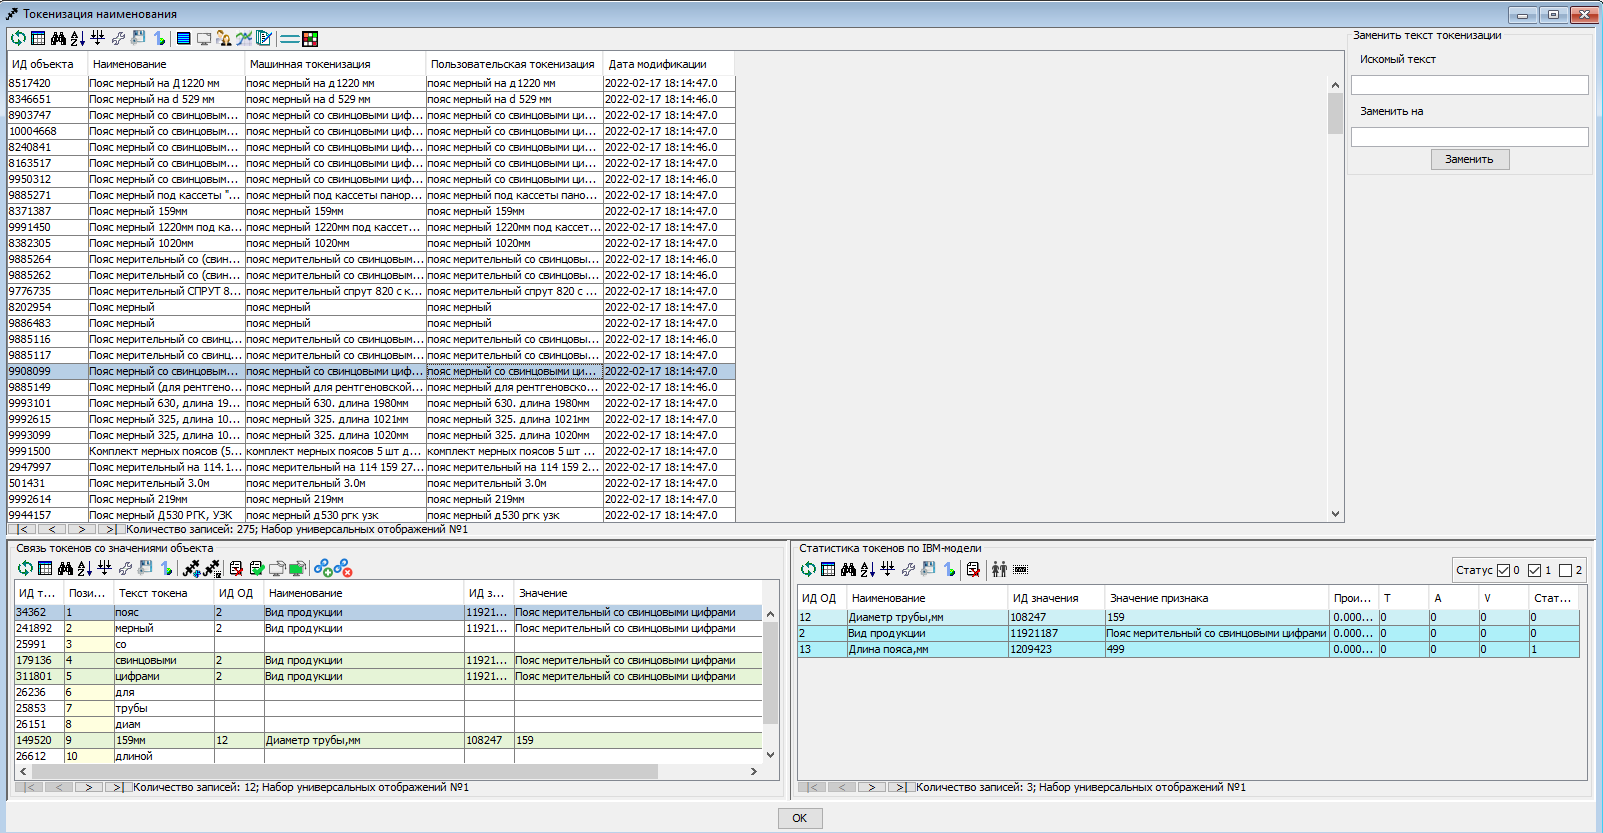 Токенизация наименования
Заменить текст токенизации
Искомый текст
Заменить на
Заменить
ИД объекта Наименование Машинная токенизация Пользовательская токенизация Дата модификации
8517420 Пояс мерный на Д1220 мм пояс мерный на д1220 мм пояс мерный на д1220 мм 2022-02-17 18:14:47.0
8346651 Пояс мерный на d 529 мм пояс мерный на d 529 мм пояс мерный на d 529 мм 2022-02-17 18:14:46.0
8903747 Пояс мерный со свинцовым... пояс мерный со свинцовыми циф... пояс мерный со свинцовыми ци... 2022-02-17 18:14:47.0
10004668 Пояс мерный со свинцовым... пояс мерный со свинцовыми циф... пояс мерный со свинцовыми ци... 2022-02-17 18:14:47.0
8240841 Пояс мерный со свинцовым... пояс мерный со свинцовыми циф... пояс мерный со свинцовыми ци... 2022-02-17 18:14:46.0
8163517 Пояс мерный со свинцовым... пояс мерный со свинцовыми циф... пояс мерный со свинцовыми ци... 2022-02-17 18:14:47.0
9950312 Пояс мерный со свинцовым... пояс мерный со свинцовыми циф... пояс мерный со свинцовыми ци... 2022-02-17 18:14:46.0
9885271 Пояс мерный под кассеты "... пояс мерный под кассеты панор... пояс мерный под кассеты пано... 2022-02-17 18:14:47.0
8371387 Пояс мерный 159мм пояс мерный 159мм пояс мерный 159мм 2022-02-17 18:14:47.0
9991450 Пояс мерный 1220мм под ка... пояс мерный 1220мм под кассет... пояс мерный 1220мм под кассет... 2022-02-17 18:14:47.0
8382305 Пояс мерный 1020мм пояс мерный 1020мм пояс мерный 1020мм 2022-02-17 18:14:47.0
9885264 Пояс мерительный со (свин... пояс мерительный со свинцовым... пояс мерительный со свинцовы... 2022-02-17 18:14:46.0
9885262 Пояс мерительный со (свин... пояс мерительный со свинцовым... пояс мерительный со свинцовы... 2022-02-17 18:14:46.0
9776735 Пояс мерительный СПРУТ 8... пояс мерительный спрут 820 с к... пояс мерительный спрут 820 с ... 2022-02-17 18:14:47.0
8202954 Пояс мерный пояс мерный пояс мерный 2022-02-17 18:14:47.0
9886483 Пояс мерный пояс мерный пояс мерный 2022-02-17 18:14:47.0
9885116 Пояс мерительный со свинц... пояс мерительный со свинцовым... пояс мерительный со свинцовы... 2022-02-17 18:14:46.0
9885117 Пояс мерительный со свинц... пояс мерительный со свинцовым... пояс мерительный со свинцовы... 2022-02-17 18:14:47.0
9908099 Пояс мерный со свинцовым... пояс мерный со свинцовыми циф... пояс мерный со свинцовыми ци... 2022-02-17 18:14:47.0
9885149 Пояс мерный (для рентгено... пояс мерный для рентгеновской... пояс мерный для рентгеновско... 2022-02-17 18:14:46.0
9993101 Пояс мерный 630, длина 19... пояс мерный 630. длина 1980мм пояс мерный 630. длина 1980мм 2022-02-17 18:14:47.0
9992615 Пояс мерный 325, длина 10... пояс мерный 325. длина 1021мм пояс мерный 325. длина 1021мм 2022-02-17 18:14:47.0
9993099 Пояс мерный 325, длина 10... пояс мерный 325. длина 1020мм пояс мерный 325. длина 1020мм 2022-02-17 18:14:47.0
9991500 Комплект мерных поясов (5... комплект мерных поясов 5 шт д... комплект мерных поясов 5 шт ... 2022-02-17 18:14:47.0
2947997 Пояс мерительный на 114.1... пояс мерительный на 114 159 27... пояс мерительный на 114 159 2... 2022-02-17 18:14:47.0
501431 Пояс мерительный 3.0м пояс мерительный 3.0м пояс мерительный 3.0м 2022-02-17 18:14:47.0
9992614 Пояс мерный 219мм пояс мерный 219мм пояс мерный 219мм 2022-02-17 18:14:47.0
9944157 Пояс мерный Д530 РГК, УЗК пояс мерный д530 ргк узк пояс мерный д530 ргк узк 2022-02-17 18:14:47.0
|< < > >| Количество записей: 275; Набор универсальных отображений №1
Связь токенов со значениями объекта
ИД т... Пози... Текст токена ИД ОД Наименование ИД з... Значение
34362 1 пояс 2 Вид продукции 11921... Пояс мерительный со свинцовыми цифрами
241892 2 мерный 2 Вид продукции 11921... Пояс мерительный со свинцовыми цифрами
25991 3 со
179136 4 свинцовыми 2 Вид продукции 11921... Пояс мерительный со свинцовыми цифрами
311801 5 цифрами 2 Вид продукции 11921... Пояс мерительный со свинцовыми цифрами
26236 6 для
25853 7 трубы
26151 8 диам
149520 9 159мм 12 Диаметр трубы,мм 108247 159
26612 10 длиной
|< < > >| Количество записей: 12; Набор универсальных отображений №1
Статистика токенов по IBM-модели
Статус 0 1 2
ИД ОД Наименование ИД значения Значение признака Прои... T A V Стат...
12 Диаметр трубы,мм 108247 159 0.000... 0 0 0 0
2 Вид продукции 11921187 Пояс мерительный со свинцовыми цифрами 0.000... 0 0 0 0
13 Длина пояса,мм 1209423 499 0.000... 0 0 0 1
|< < > >| Количество записей: 3; Набор универсальных отображений №1
OK